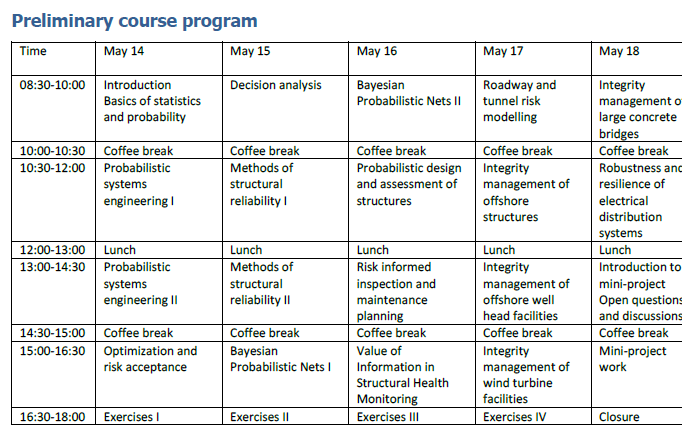 Preliminary course program
Time May 14 May 15 May 16 May 17 May 18
08:30-10:00 Introduction Decision analysis Bayesian Roadway and Integrity
Basics of statistics Probabilistic Nets II tunnel risk management o
and probability modelling large concrete
bridges
10:00-10:30 Coffee break Coffee break Coffee break Coffee break Coffee break
10:30-12:00 Probabilistic Methods of Probabilistic design Integrity Robustness and
systems structural and assessment of management of resilience of
engineering I reliability I structures offshore electrical
structures distribution
systems
12:00-13:00 Lunch Lunch Lunch Lunch Lunch
13:00-14:30 Probabilistic Methods of Risk informed Integrity Introduction to
systems structural inspection and management of mini-project
engineering II reliability II maintenance offshore well Open questions
planning head facilities and discussions
14:30-15:00 Coffee break Coffee break Coffee break Coffee break Coffee break
15:00-16:30 Optimization and Bayesian Value of Integrity Mini-project
risk acceptance Probabilistic Nets I Information in management of work
Structural Health wind turbine
Monitoring facilities
16:30-18:00 Exercises I Exercises II Exercises III Exercises IV Closure